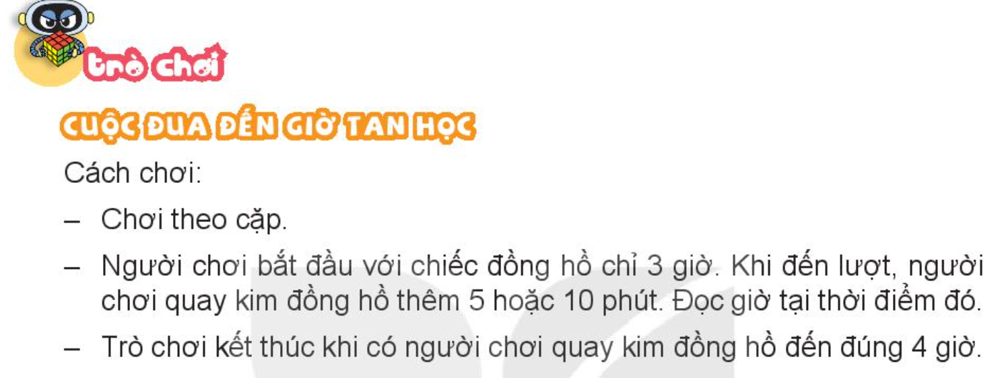 trò chơi
CUỘC ĐUA ĐẾN GIỜ TAN HỌC
Cách chơi:
– Chơi theo cặp.
– Người chơi bắt đầu với chiếc đồng hồ chỉ 3 giờ. Khi đến lượt, người
chơi quay kim đồng hồ thêm 5 hoặc 10 phút. Đọc giờ tại thời điểm đó.
– Trò chơi kết thúc khi có người chơi quay kim đồng hồ đến đúng 4 giờ.